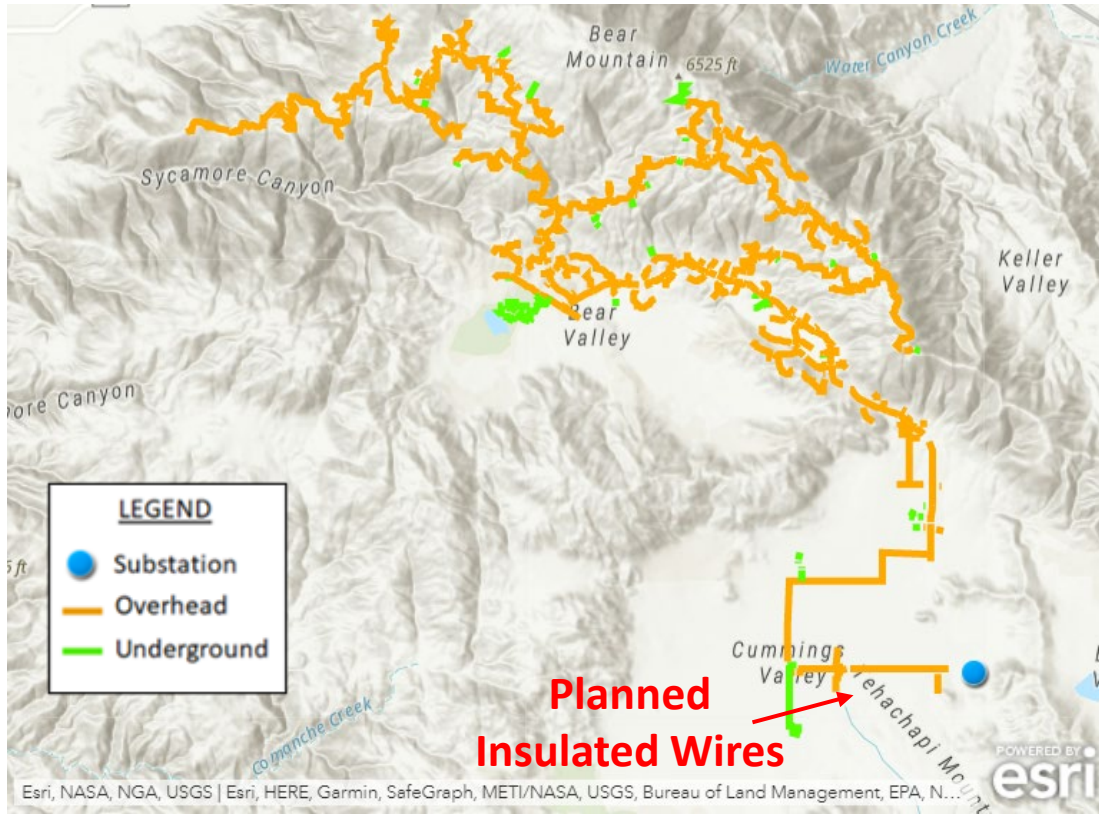 Bear
Mountain
6525 ft
Water Canyon Creek
Sycamore Canyon
Keller
Valley
Bear
Valley
ore Canyon
LEGEND
Substation
Overhead
Underground
ft
Cummings
Valley
Tehachapi Mount
Planned
Insulated Wires
Comanche Creek
POWERED BY
esri
Esri, NASA, NGA, USGS | Esri, HERE, Garmin, SafeGraph, METI/NASA, USGS, Bureau of Land Management, EPA, N...